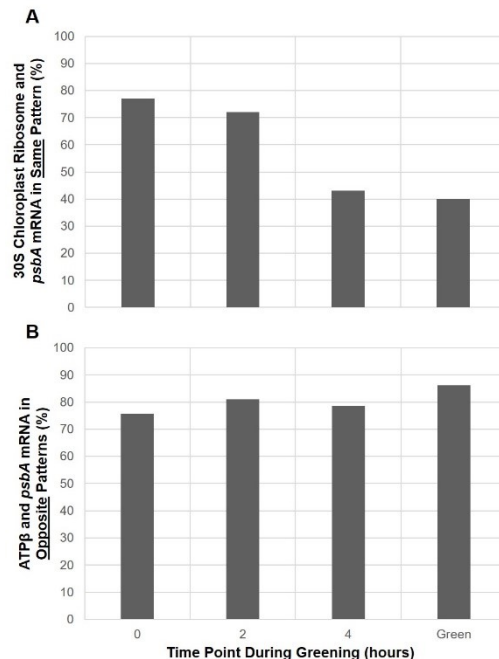 A
30S Chloroplast Ribosome and
psbA mRNA in Same Pattern (%)
100
90
80
70
60
50
40
30
20
10
0
B
ATPβ and psbA mRNA in
Opposite Patterns (%)
100
90
80
70
60
50
40
30
20
10
0
0 2 4 Green
Time Point During Greening (hours)